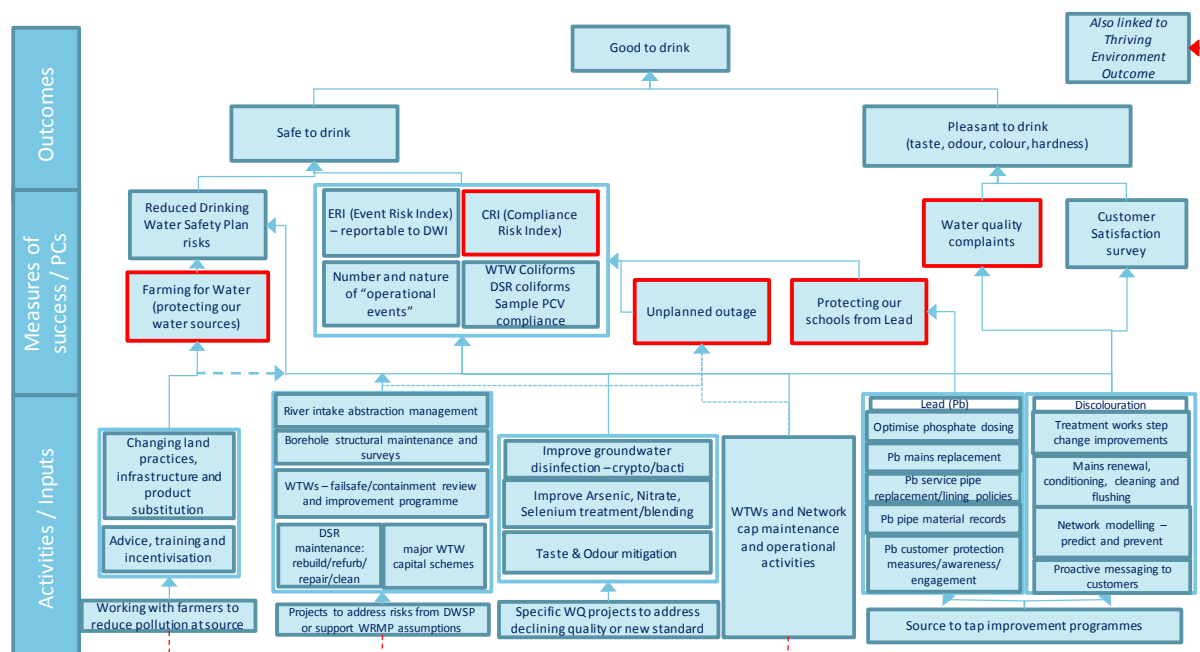 Outcomes
Good to drink
Also linked to
Thriving
Environment
Outcome
Safe to drink
Pleasant to drink
(taste, odour, colour, hardness)
Measures of
success / PCs
Reduced Drinking
Water Safety Plan
risks
ERI (Event Risk Index)
– reportable to DWI
CRI (Compliance
Risk Index)
Water quality
complaints
Customer
Satisfaction
survey
Farming for Water
(protecting our
water sources)
Number and nature
of "operational
events"
WTW Coliforms
DSR coliforms
Sample PCV
compliance
Unplanned outage
Protecting our
schools from Lead
Activities / Inputs
Changing land
practices,
infrastructure and
product
substitution
Advice, training and
incentivisation
Working with farmers to
reduce pollution at source
River intake abstraction management
Borehole structural maintenance and
surveys
WTWs – failsafe/containment review
and improvement programme
DSR
maintenance:
rebuild/refurb/
repair/clean
major WTW
capital schemes
Projects to address risks from DWSP
or support WRMP assumptions
Improve groundwater
disinfection – crypto/bacti
Improve Arsenic, Nitrate,
Selenium treatment/blending
Taste & Odour mitigation
Specific WQ projects to address
declining quality or new standard
WTWs and Network
cap maintenance
and operational
activities
Lead (Pb)
Optimise phosphate dosing
Pb mains replacement
Pb service pipe
replacement/lining policies
Pb pipe material records
Pb customer protection
measures/awareness/
engagement
Discolouration
Treatment works step
change improvements
Mains renewal,
conditioning, cleaning and
flushing
Network modelling –
predict and prevent
Proactive messaging to
customers
Source to tap improvement programmes